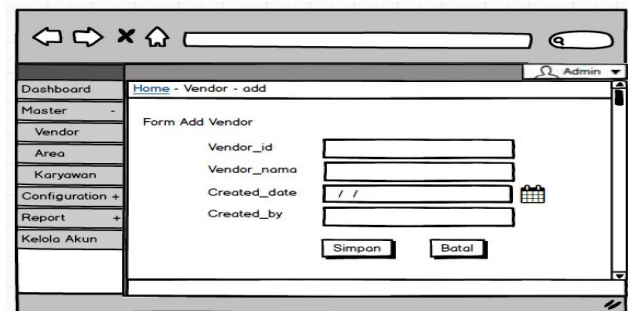 Admin
Dashboard
Master -
Vendor
Area
Karyawan
Configuration +
Report +
Kelola Akun
Home - Vendor - add
Form Add Vendor
Vendor_id
Vendor_nama
Created_date / /
Created_by
Simpan Batal